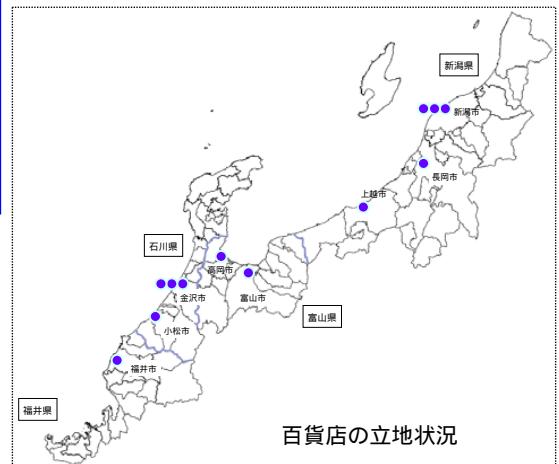 新潟県
新潟市
長岡市
上越市
石川県
高岡市
富山市
金沢市
富山県
小松市
福井市
福井県
百貨店の立地状況